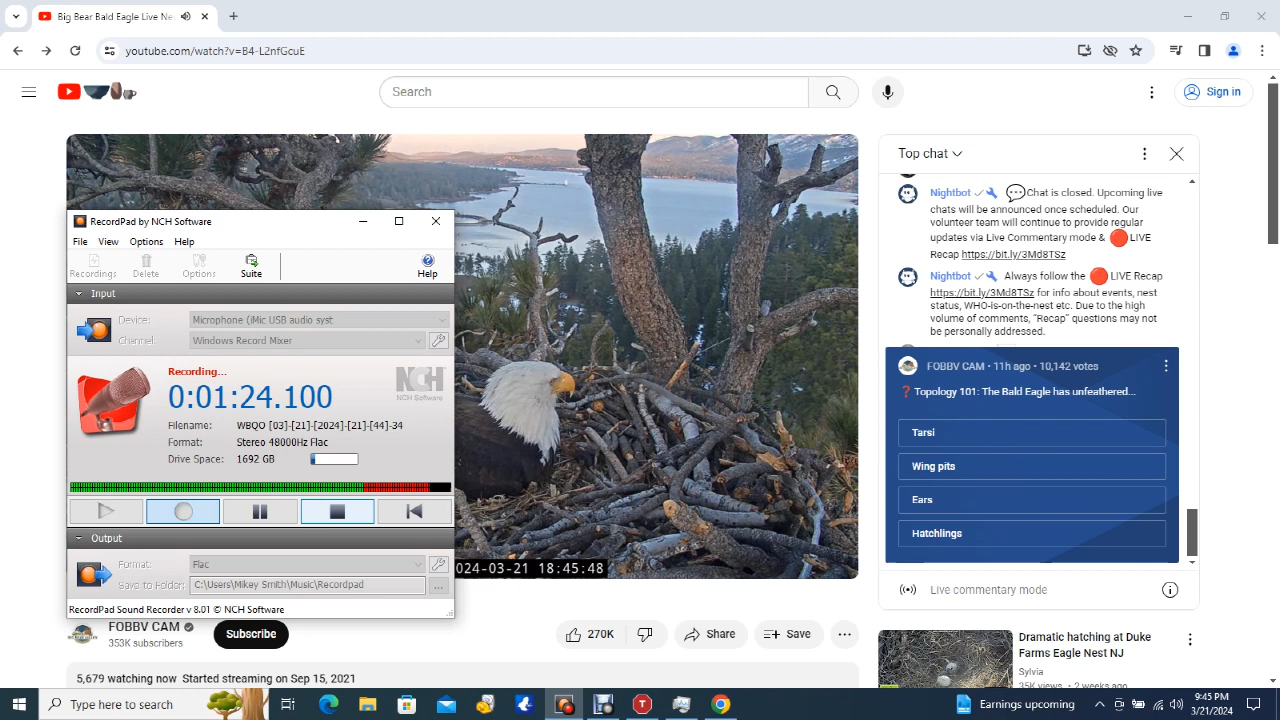 Big Bear Bald Eagle Live Ne
youtube.com/watch?v=B4-L2nfGcuE
Search
Sign in
Top chat
Nightbot Chat is closed. Upcoming live
chats will be announced once scheduled. Our
volunteer team will continue to provide regular
updates via Live Commentary mode & LIVE
Recap https://bit.ly/3Md8TSz
Nightbot Always follow the LIVE Recap
https://bit.ly/3Md8TSz for info about events, nest
status, WHO-is-on-the-nest etc. Due to the high
volume of comments, "Recap" questions may not
be personally addressed.
FOBBV CAM • 11h ago • 10,142 votes
❓Topology 101: The Bald Eagle has unfeathered...
Tarsi
Wing pits
Ears
Hatchlings
Live commentary mode
RecordPad by NCH Software
File View Options Help
Recordings Delete Options Suite Help
Input
Device: Microphone (iMic USB audio syst
Channel: Windows Record Mixer
Recording...
0:01:24.100
NCH
NCH Software
Filename: WBQO [03]-[21]-[2024]-[21]-[44]-34
Format: Stereo 48000Hz Flac
Drive Space: 1692 GB
Output
Format: Flac
Save to Folder: C:\Users\Mikey Smith\Music\Recordpad
...
RecordPad Sound Recorder v 8.01 © NCH Software
024-03-21 18:45:48
FOBBV CAM
353K subscribers
Subscribe
270K
Share
Save
5,679 watching now Started streaming on Sep 15, 2021
Dramatic hatching at Duke
Farms Eagle Nest NJ
Sylvia
35K views • 2 weeks ago
Type here to search
T
Earnings upcoming
9:45 PM
3/21/2024